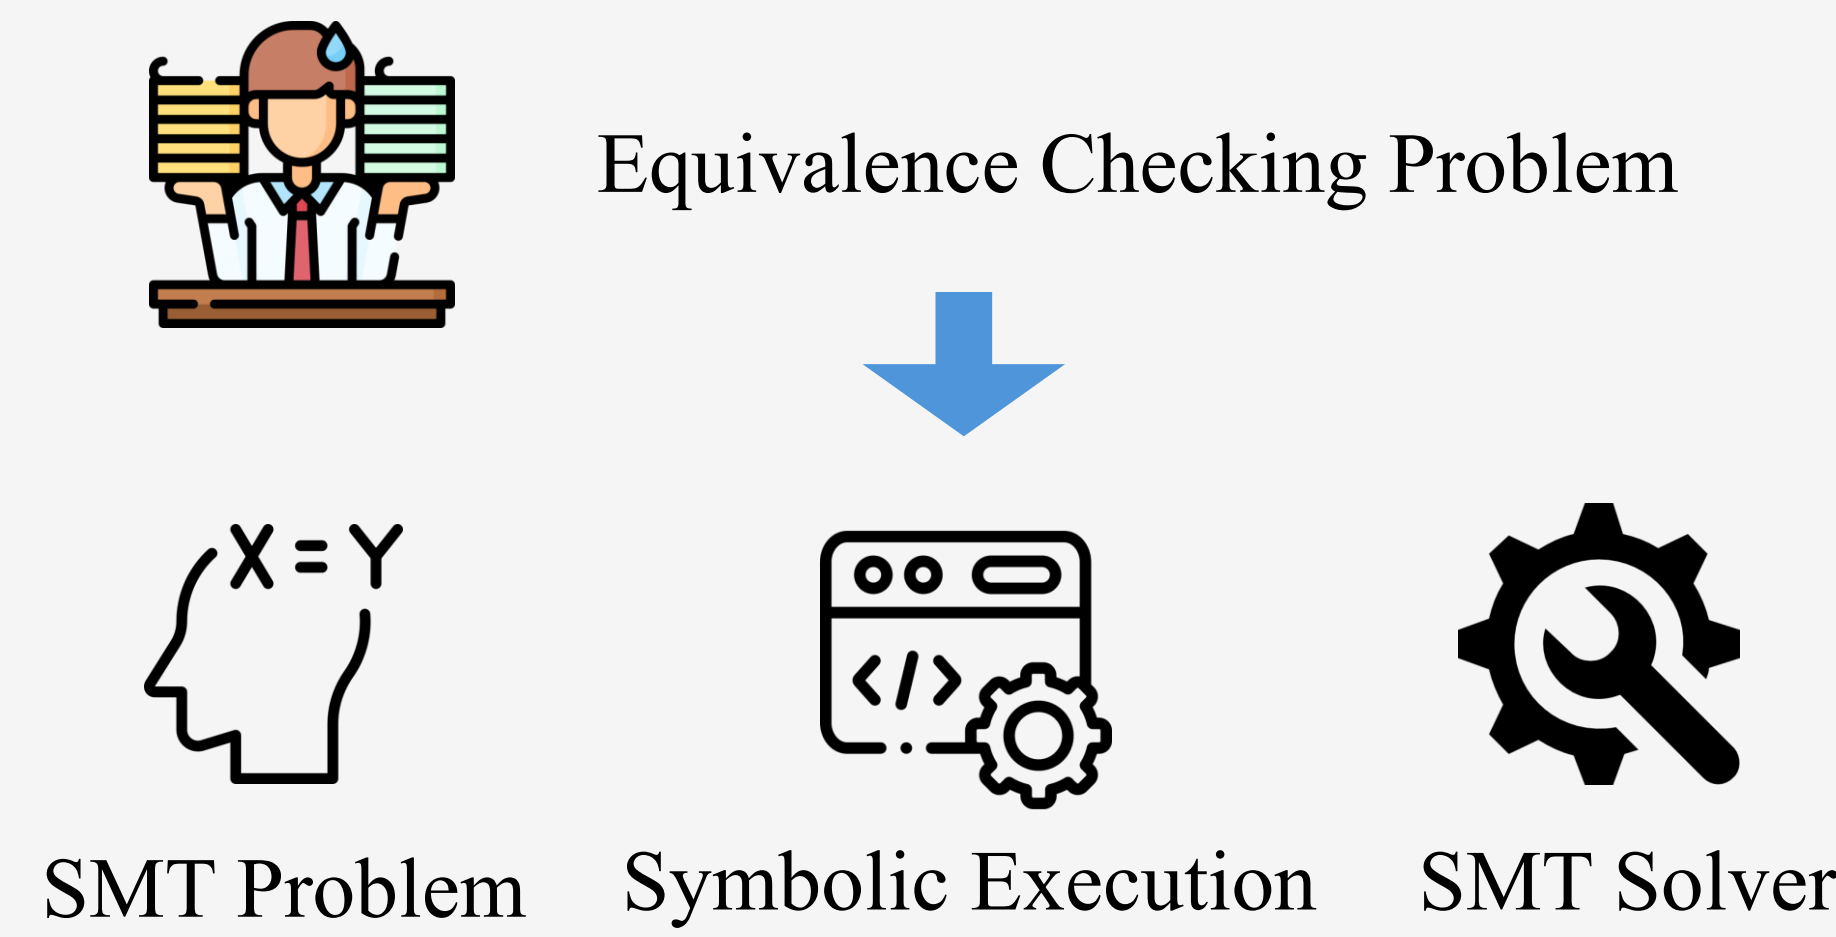 Equivalence Checking Problem
X = Y
</>
SMT Problem
Symbolic Execution
SMT Solver